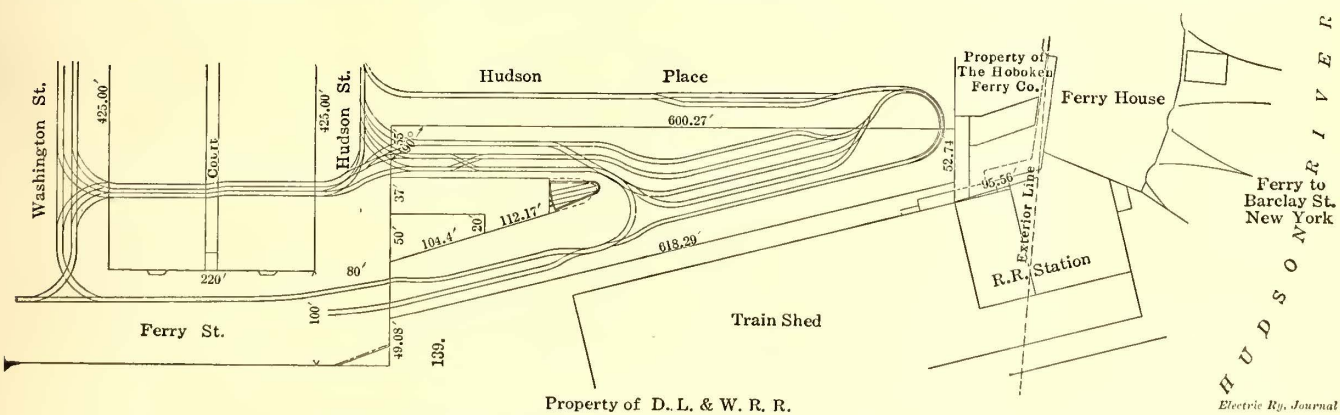 Washington St.
425.00'
Court
425.00'
Hudson St.
Hudson Place
600.27'
55'
90°
37'
50'
20'
104.4'
112.17'
80'
220'
100'
49.08'
139.
618.29'
52.74
95.56'
Property of
The Hoboken
Ferry Co.
Ferry House
Exterior Line
R.R. Station
Ferry to
Barclay St.
New York
HUDSON RIVER
Ferry St.
Train Shed
Property of D. L. & W. R. R.
Electric Ry. Journal